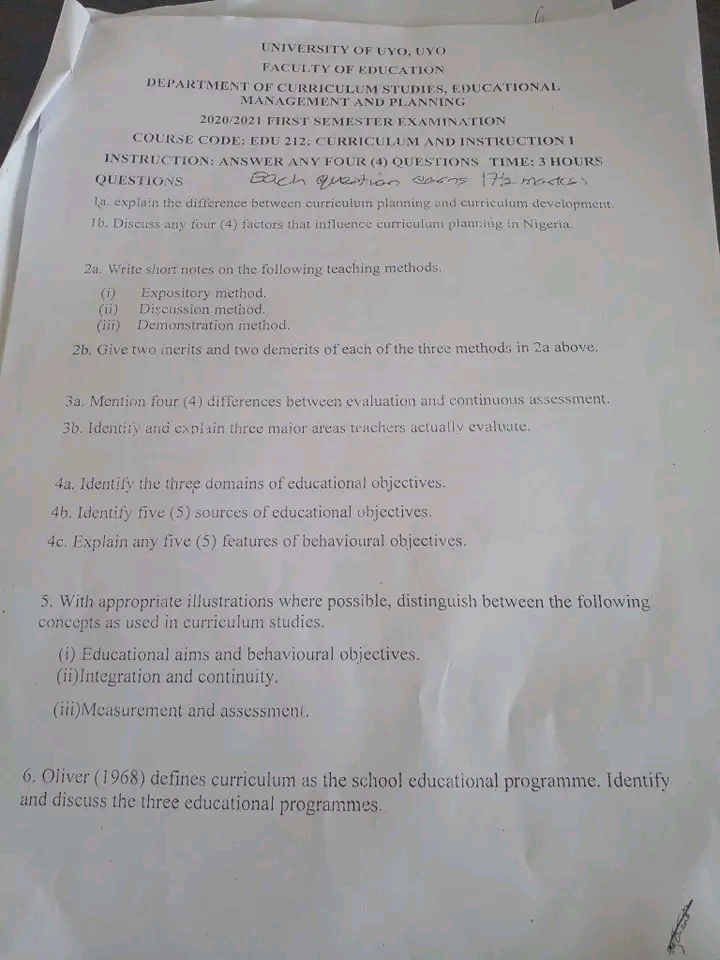 UNIVERSITY OF UYO, UYO
FACULTY OF EDUCATION
DEPARTMENT OF CURRICULUM STUDIES, EDUCATIONAL
MANAGEMENT AND PLANNING
2020/2021 FIRST SEMESTER EXAMINATION
COURSE CODE: EDU 212: CURRICULUM AND INSTRUCTION I
INSTRUCTION: ANSWER ANY FOUR (4) QUESTIONS TIME: 3 HOURS
QUESTIONS Each question earns 17½ marks
1a. explain the difference between curriculum planning and curriculum development.
1b. Discuss any four (4) factors that influence curriculum planning in Nigeria.
2a. Write short notes on the following teaching methods.
(i) Expository method.
(ii) Discussion method.
(iii) Demonstration method.
2b. Give two merits and two demerits of each of the three methods in 2a above.
3a. Mention four (4) differences between evaluation and continuous assessment.
3b. Identify and explain three major areas teachers actually evaluate.
4a. Identify the three domains of educational objectives.
4b. Identify five (5) sources of educational objectives.
4c. Explain any five (5) features of behavioural objectives.
5. With appropriate illustrations where possible, distinguish between the following
concepts as used in curriculum studies.
(i) Educational aims and behavioural objectives.
(ii)Integration and continuity.
(iii)Measurement and assessment.
6. Oliver (1968) defines curriculum as the school educational programme. Identify
and discuss the three educational programmes.